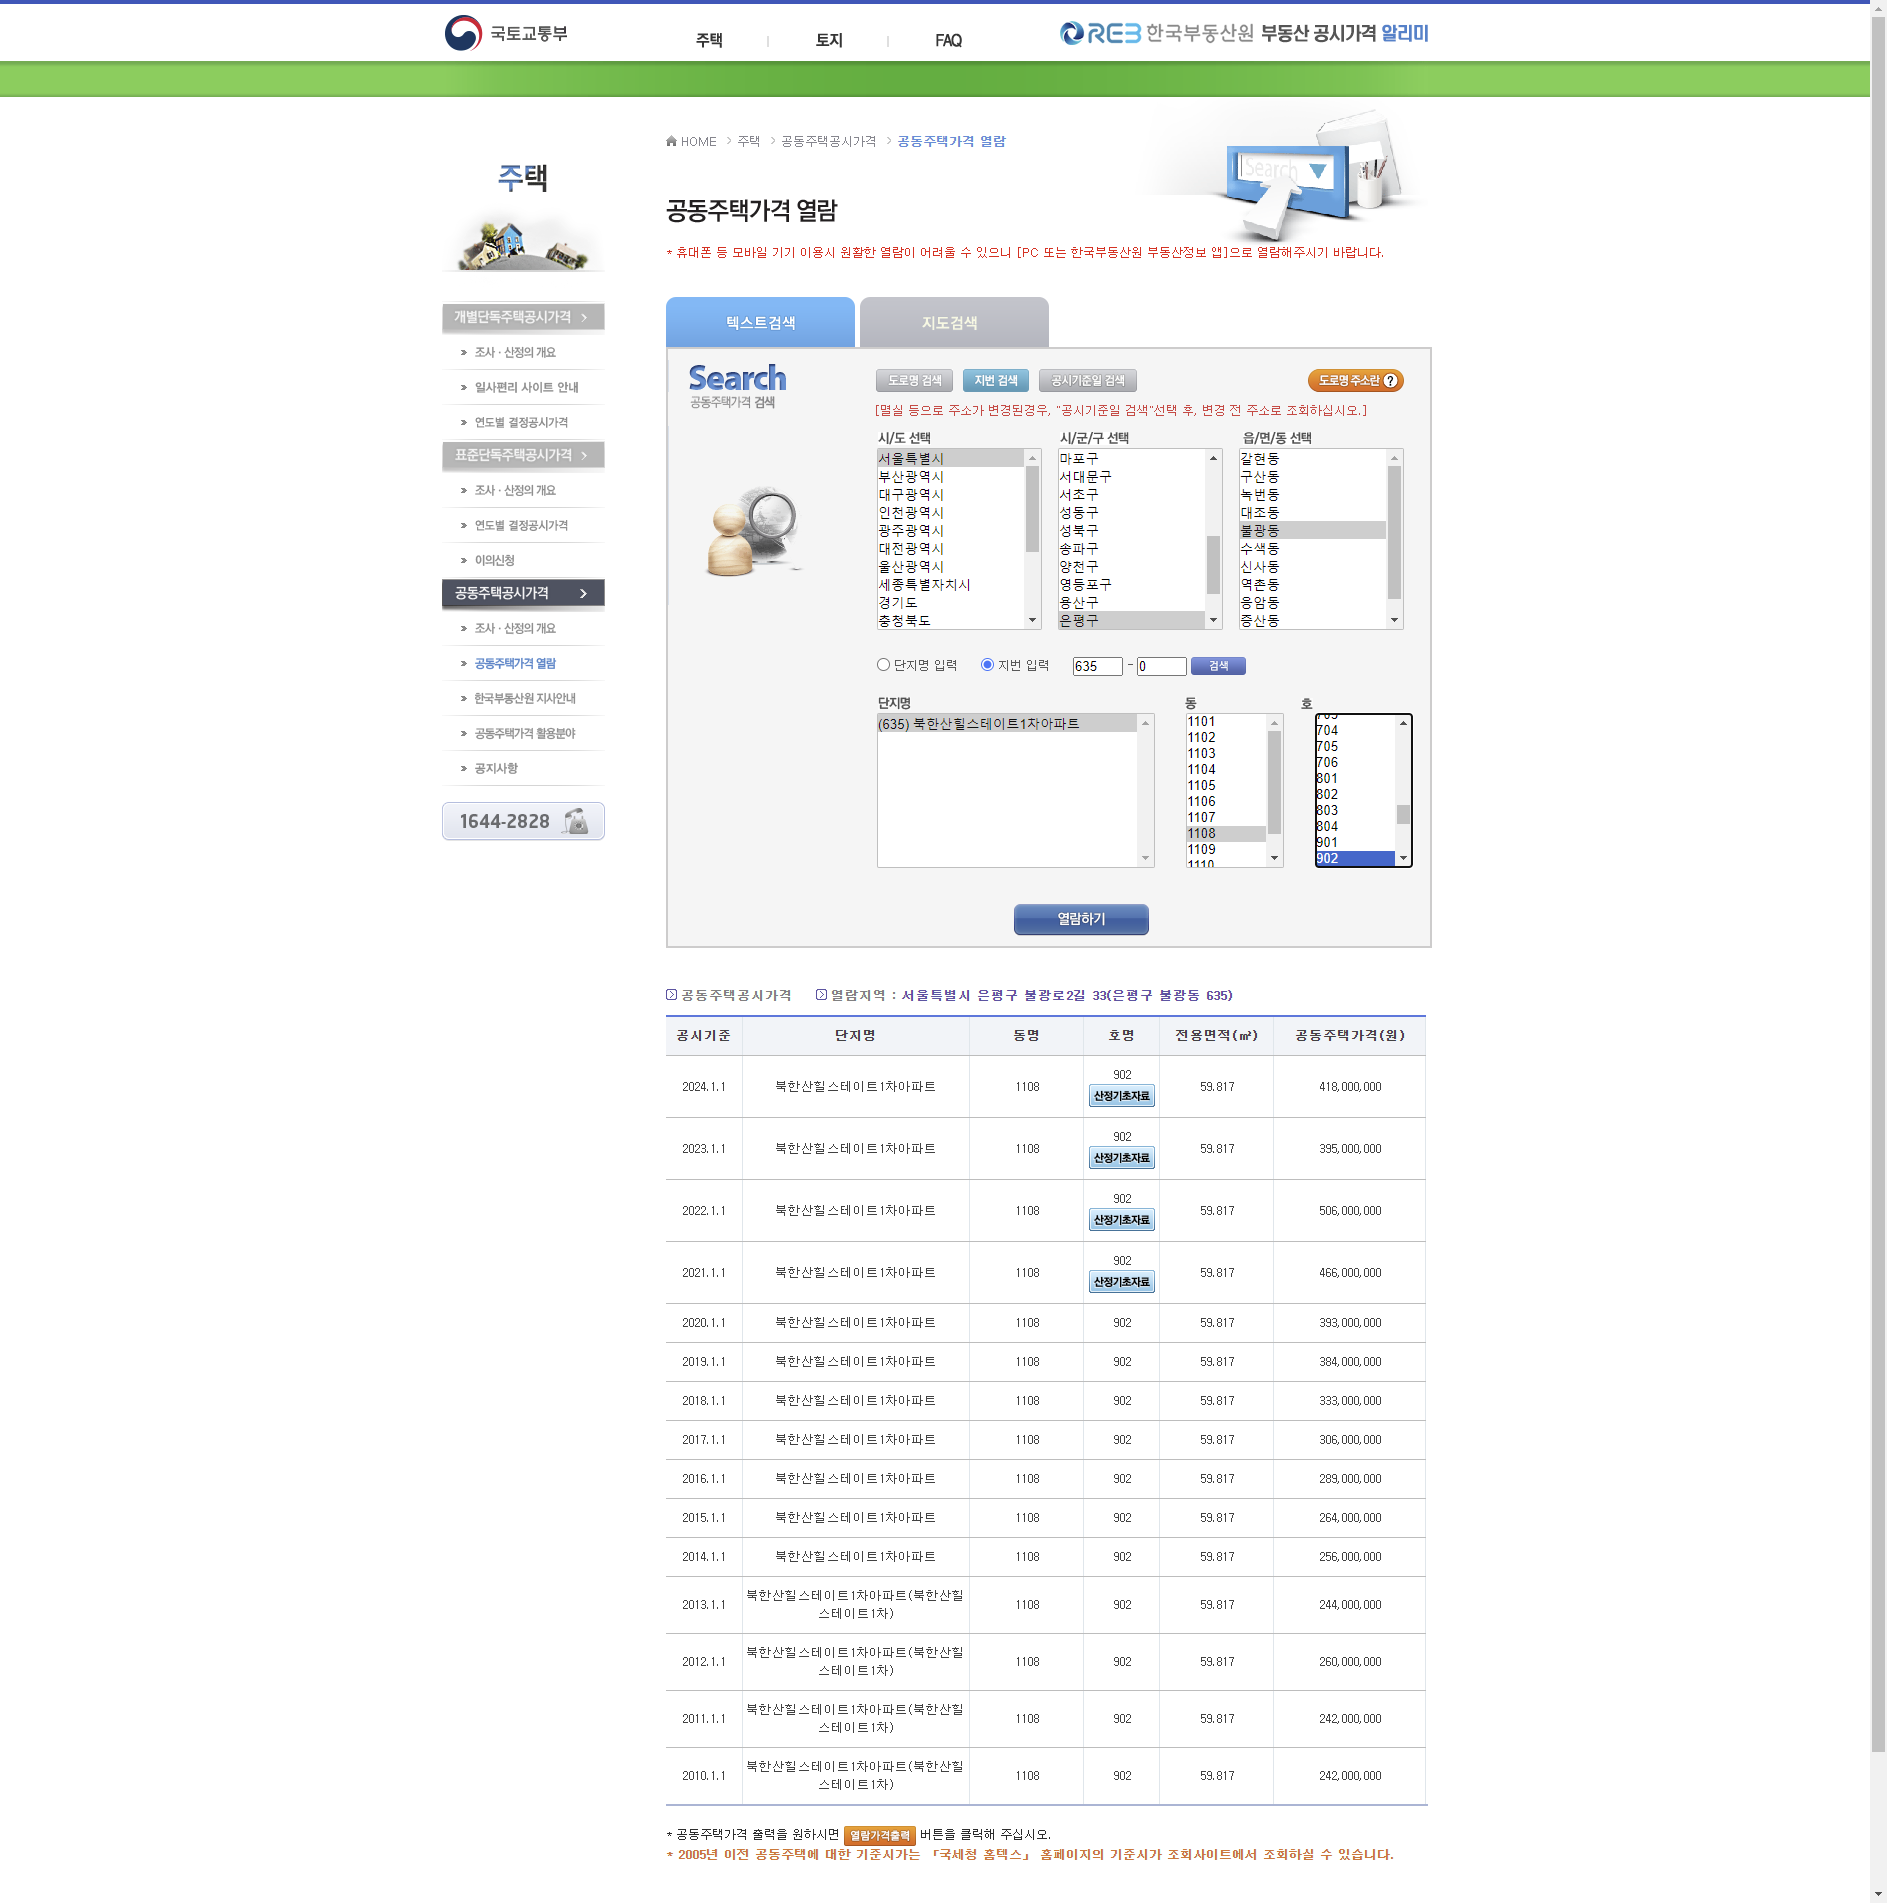 국토교통부
주택
토지
FAQ
REB 한국부동산원 부동산 공시가격 알리미
HOME > 주택 > 공동주택공시가격 > 공동주택가격 열람
주택
Search
공동주택가격 열람
* 휴대폰 등 모바일 기기 이용시 원활한 열람이 어려울 수 있으니 [PC 또는 한국부동산원 부동산정보 앱]으로 열람해주시기 바랍니다.
개별단독주택공시가격
조사 · 산정의 개요
일사편리 사이트 안내
연도별 결정공시가격
표준단독주택공시가격
조사 · 산정의 개요
연도별 결정공시가격
이의신청
공동주택공시가격
조사 · 산정의 개요
공동주택가격 열람
한국부동산원 지사안내
공동주택가격 활용분야
공지사항
1644-2828
텍스트검색
지도검색
Search
공동주택가격 검색
도로명 검색
지번 검색
공시기준일 검색
도로명 주소란 ?
[멸실 등으로 주소가 변경된경우, "공시기준일 검색"선택 후, 변경 전 주소로 조회하십시오.]
시/도 선택
서울특별시
부산광역시
대구광역시
인천광역시
광주광역시
대전광역시
울산광역시
세종특별자치시
경기도
충청북도
시/군/구 선택
마포구
서대문구
서초구
성동구
성북구
송파구
양천구
영등포구
용산구
은평구
읍/면/동 선택
갈현동
구산동
녹번동
대조동
불광동
수색동
신사동
역촌동
응암동
증산동
단지명 입력
지번 입력
635 - 0
검색
단지명
(635) 북한산힐스테이트1차아파트
동
1101
1102
1103
1104
1105
1106
1107
1108
1109
1110
호
703
704
705
706
801
802
803
804
901
902
열람하기
공동주택공시가격
열람지역 : 서울특별시 은평구 불광로2길 33(은평구 불광동 635)
공시기준 단지명 동명 호명 전용면적(㎡) 공동주택가격(원)
2024.1.1 북한산힐스테이트1차아파트 1108 902 산정기초자료 59.817 418,000,000
2023.1.1 북한산힐스테이트1차아파트 1108 902 산정기초자료 59.817 395,000,000
2022.1.1 북한산힐스테이트1차아파트 1108 902 산정기초자료 59.817 506,000,000
2021.1.1 북한산힐스테이트1차아파트 1108 902 산정기초자료 59.817 466,000,000
2020.1.1 북한산힐스테이트1차아파트 1108 902 59.817 393,000,000
2019.1.1 북한산힐스테이트1차아파트 1108 902 59.817 384,000,000
2018.1.1 북한산힐스테이트1차아파트 1108 902 59.817 333,000,000
2017.1.1 북한산힐스테이트1차아파트 1108 902 59.817 306,000,000
2016.1.1 북한산힐스테이트1차아파트 1108 902 59.817 289,000,000
2015.1.1 북한산힐스테이트1차아파트 1108 902 59.817 264,000,000
2014.1.1 북한산힐스테이트1차아파트 1108 902 59.817 256,000,000
2013.1.1 북한산힐스테이트1차아파트(북한산힐스테이트1차) 1108 902 59.817 244,000,000
2012.1.1 북한산힐스테이트1차아파트(북한산힐스테이트1차) 1108 902 59.817 260,000,000
2011.1.1 북한산힐스테이트1차아파트(북한산힐스테이트1차) 1108 902 59.817 242,000,000
2010.1.1 북한산힐스테이트1차아파트(북한산힐스테이트1차) 1108 902 59.817 242,000,000
* 공동주택가격 출력을 원하시면 열람가격출력 버튼을 클릭해 주십시오.
* 2005년 이전 공동주택에 대한 기준시가는 「국세청 홈텍스」 홈페이지의 기준시가 조회사이트에서 조회하실 수 있습니다.